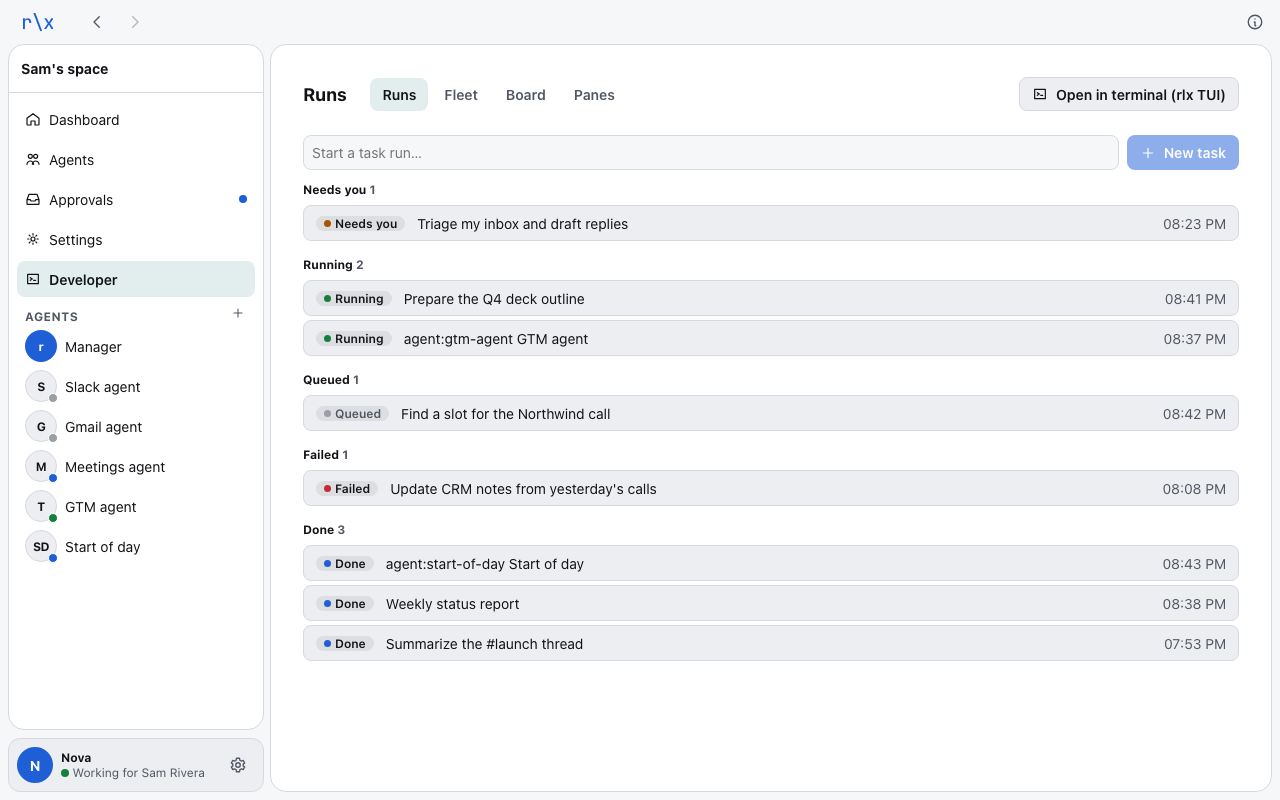 r\x
Sam's space
Dashboard
Agents
Approvals
Settings
Developer
AGENTS
r Manager
S Slack agent
G Gmail agent
M Meetings agent
T GTM agent
SD Start of day
N Nova
Working for Sam Rivera
Runs Runs Fleet Board Panes Open in terminal (rlx TUI)
Start a task run... New task
Needs you 1
Needs you Triage my inbox and draft replies 08:23 PM
Running 2
Running Prepare the Q4 deck outline 08:41 PM
Running agent:gtm-agent GTM agent 08:37 PM
Queued 1
Queued Find a slot for the Northwind call 08:42 PM
Failed 1
Failed Update CRM notes from yesterday's calls 08:08 PM
Done 3
Done agent:start-of-day Start of day 08:43 PM
Done Weekly status report 08:38 PM
Done Summarize the #launch thread 07:53 PM